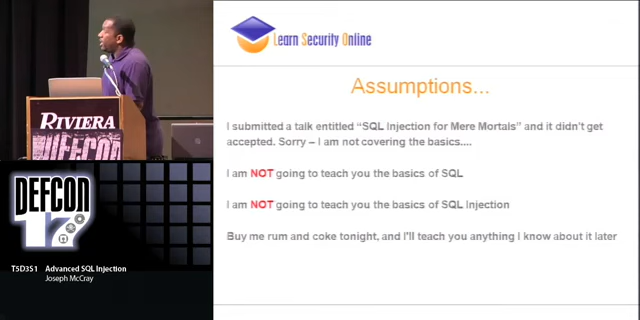 Learn Security Online
Assumptions...
I submitted a talk entitled “SQL Injection for Mere Mortals” and it didn't get
accepted. Sorry – I am not covering the basics....
I am NOT going to teach you the basics of SQL
I am NOT going to teach you the basics of SQL Injection
Buy me rum and coke tonight, and I'll teach you anything I know about it later
RIVIERA
DEFCON
DEFCON
17
T5D3S1 Advanced SQL Injection
Joseph McCray